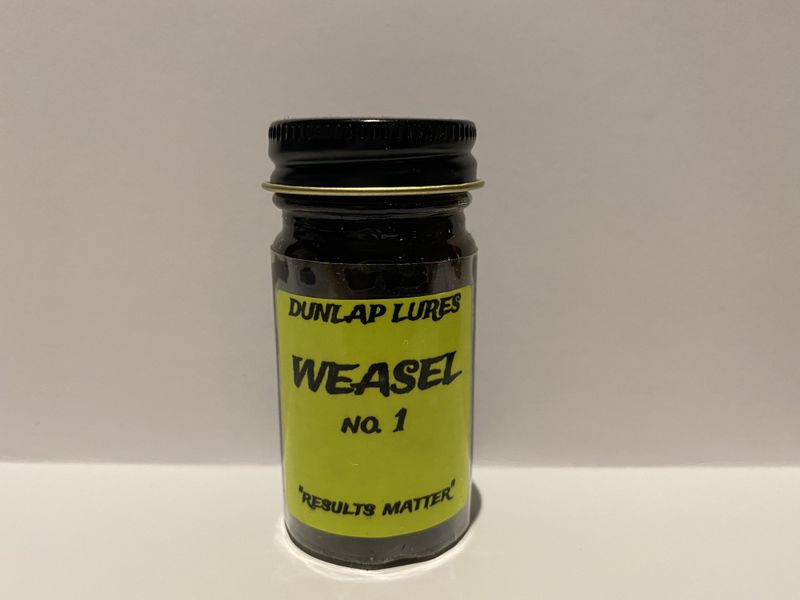 DUNLAP LURES
WEASEL
NO. 1
"RESULTS MATTER"